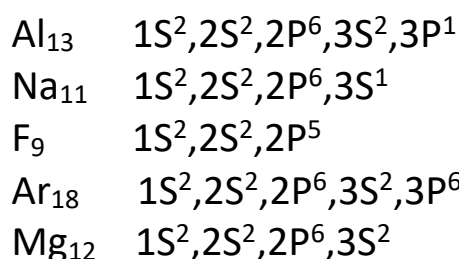 Al₁₃ 1S²,2S²,2P⁶,3S²,3P¹
Na₁₁ 1S²,2S²,2P⁶,3S¹
F₉ 1S²,2S²,2P⁵
Ar₁₈ 1S²,2S²,2P⁶,3S²,3P⁶
Mg₁₂ 1S²,2S²,2P⁶,3S²